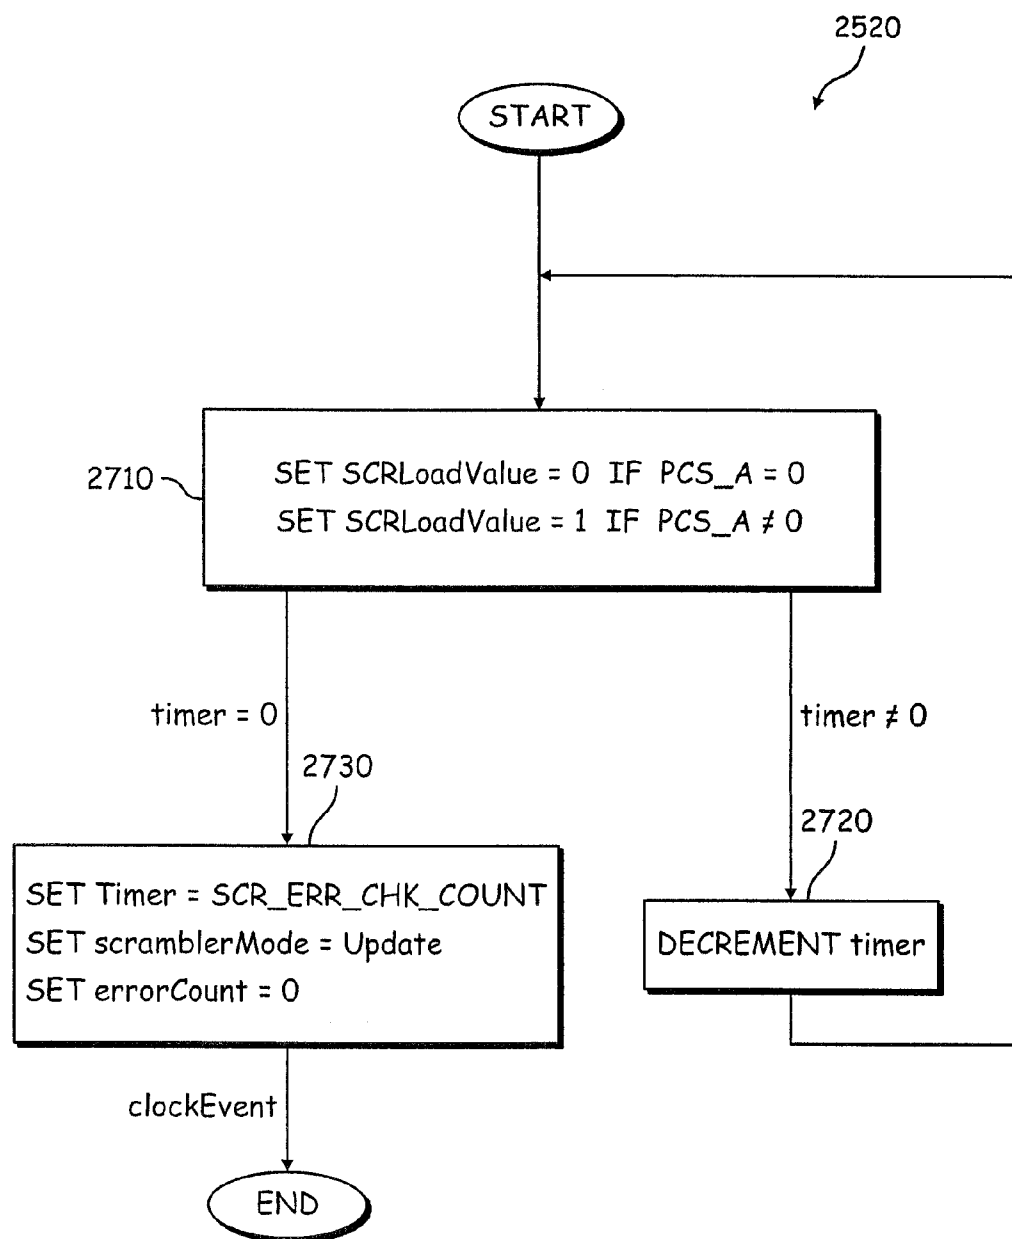 2520
START
2710
SET SCRLoadValue = 0 IF PCS_A = 0
SET SCRLoadValue = 1 IF PCS_A ≠ 0
timer = 0
timer ≠ 0
2730
2720
SET Timer = SCR_ERR_CHK_COUNT
SET scramblerMode = Update
SET errorCount = 0
DECREMENT timer
clockEvent
END